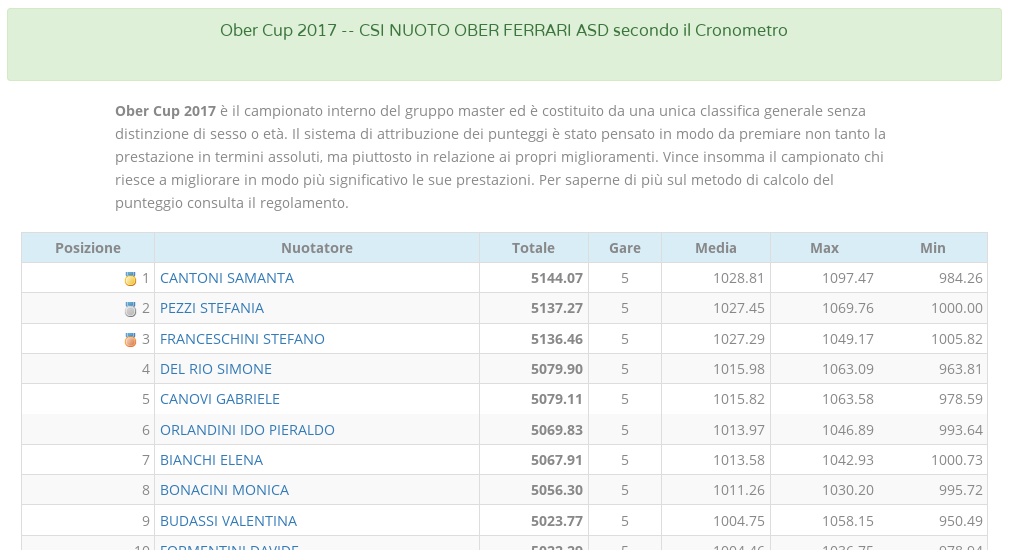 Ober Cup 2017 -- CSI NUOTO OBER FERRARI ASD secondo il Cronometro
Ober Cup 2017 è il campionato interno del gruppo master ed è costituito da una unica classifica generale senza
distinzione di sesso o età. Il sistema di attribuzione dei punteggi è stato pensato in modo da premiare non tanto la
prestazione in termini assoluti, ma piuttosto in relazione ai propri miglioramenti. Vince insomma il campionato chi
riesce a migliorare in modo più significativo le sue prestazioni. Per saperne di più sul metodo di calcolo del
punteggio consulta il regolamento.
Posizione Nuotatore Totale Gare Media Max Min
1 CANTONI SAMANTA 5144.07 5 1028.81 1097.47 984.26
2 PEZZI STEFANIA 5137.27 5 1027.45 1069.76 1000.00
3 FRANCESCHINI STEFANO 5136.46 5 1027.29 1049.17 1005.82
4 DEL RIO SIMONE 5079.90 5 1015.98 1063.09 963.81
5 CANOVI GABRIELE 5079.11 5 1015.82 1063.58 978.59
6 ORLANDINI IDO PIERALDO 5069.83 5 1013.97 1046.89 993.64
7 BIANCHI ELENA 5067.91 5 1013.58 1042.93 1000.73
8 BONACINI MONICA 5056.30 5 1011.26 1030.20 995.72
9 BUDASSI VALENTINA 5023.77 5 1004.75 1058.15 950.49
10 FORMENTINI DAVIDE